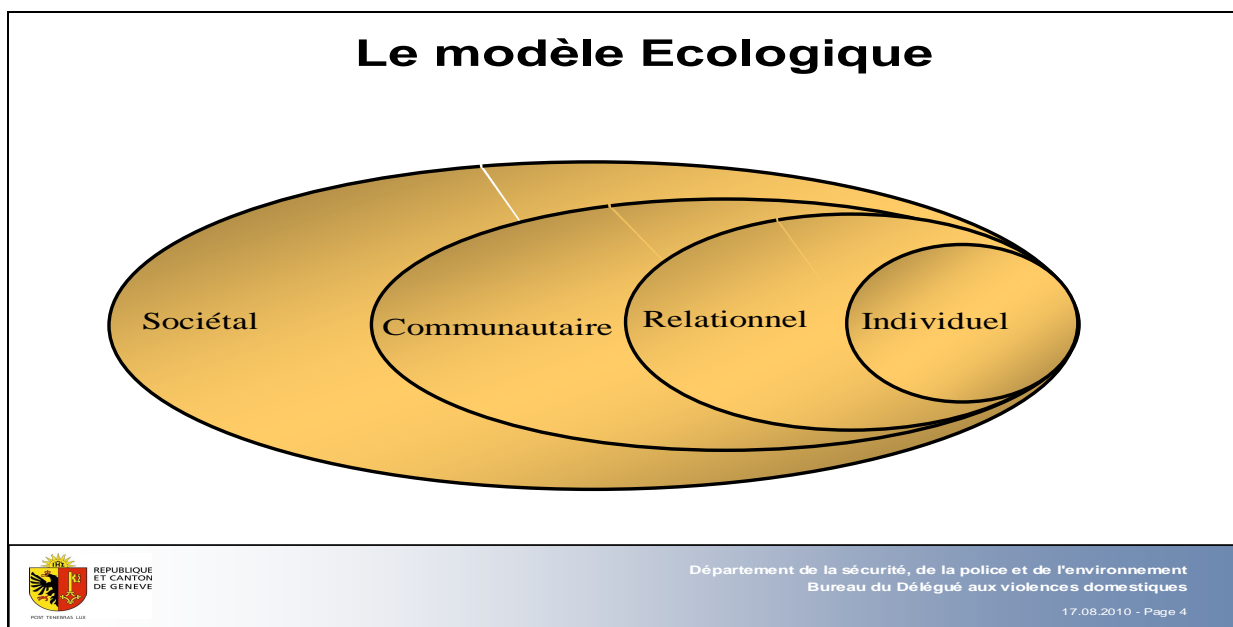 Le modèle Ecologique
Sociétal
Communautaire
Relationnel
Individuel
REPUBLIQUE
ET CANTON
DE GENEVE
POST TENEBRAS LUX
Département de la sécurité, de la police et de l'environnement
Bureau du Délégué aux violences domestiques
17.08.2010 - Page 4